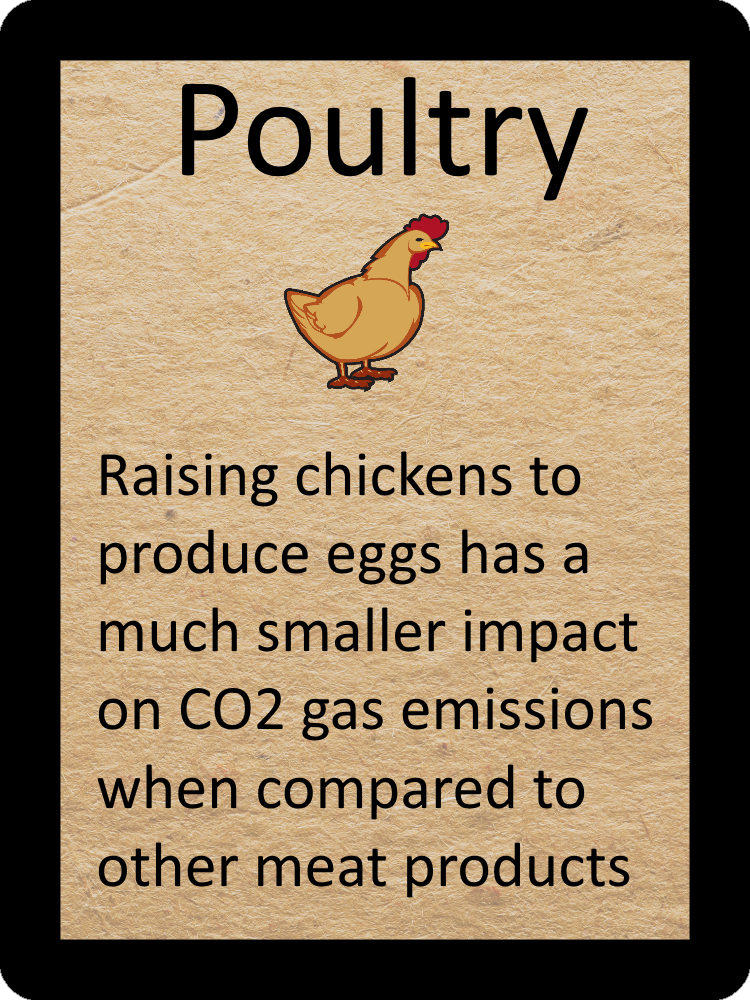 Poultry
Raising chickens to
produce eggs has a
much smaller impact
on CO2 gas emissions
when compared to
other meat products